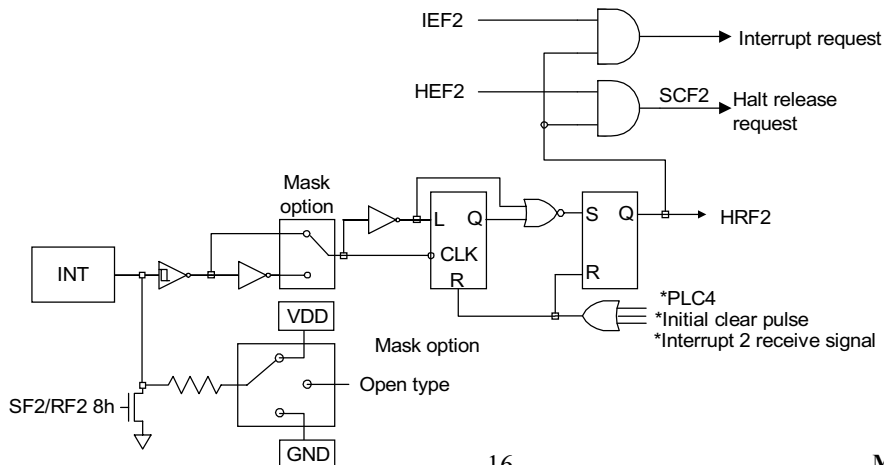 IEF2
Interrupt request
HEF2
SCF2
Halt release
request
Mask
option
L
Q
S
Q
HRF2
INT
CLK
R
R
*PLC4
*Initial clear pulse
*Interrupt 2 receive signal
VDD
Mask option
Open type
SF2/RF2 8h
GND
16
M